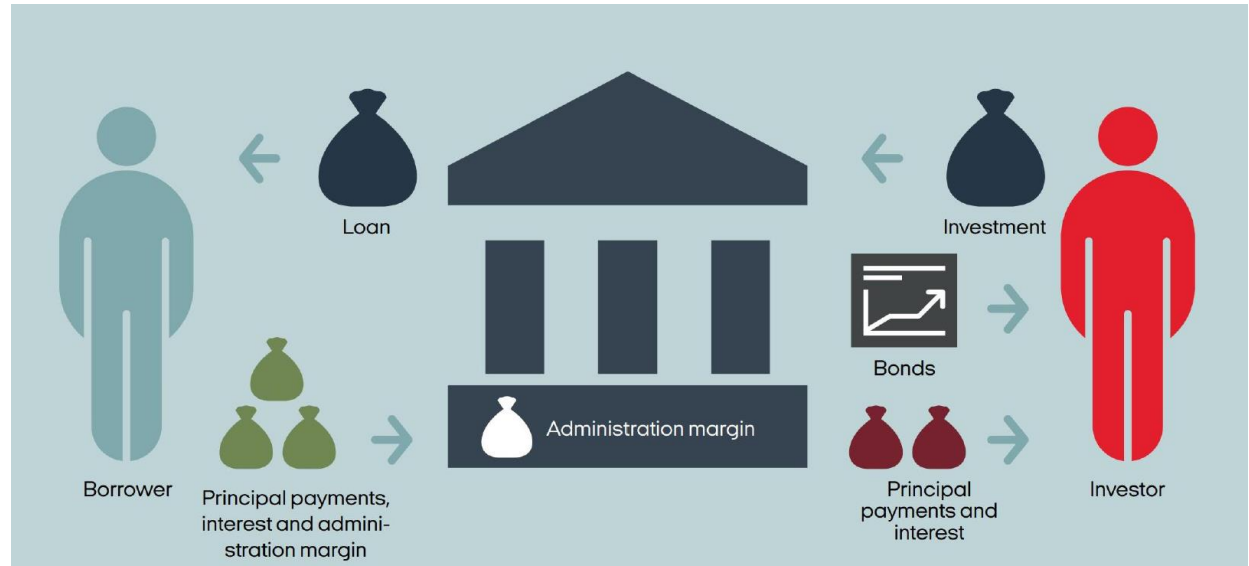 Loan
Investment
Bonds
Administration margin
Borrower
Principal payments,
interest and admini-
stration margin
Principal
payments and
interest
Investor